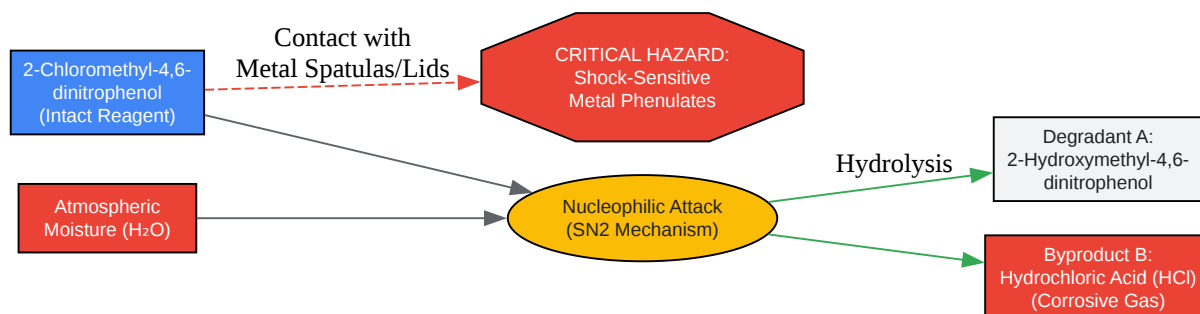 2-Chloromethyl-4,6-
dinitrophenol
(Intact Reagent)
Contact with
Metal Spatulas/Lids
CRITICAL HAZARD:
Shock-Sensitive
Metal Phenulates
Atmospheric
Moisture (H₂O)
Nucleophilic Attack
(SN2 Mechanism)
Hydrolysis
Degradant A:
2-Hydroxymethyl-4,6-
dinitrophenol
Byproduct B:
Hydrochloric Acid (HCl)
(Corrosive Gas)